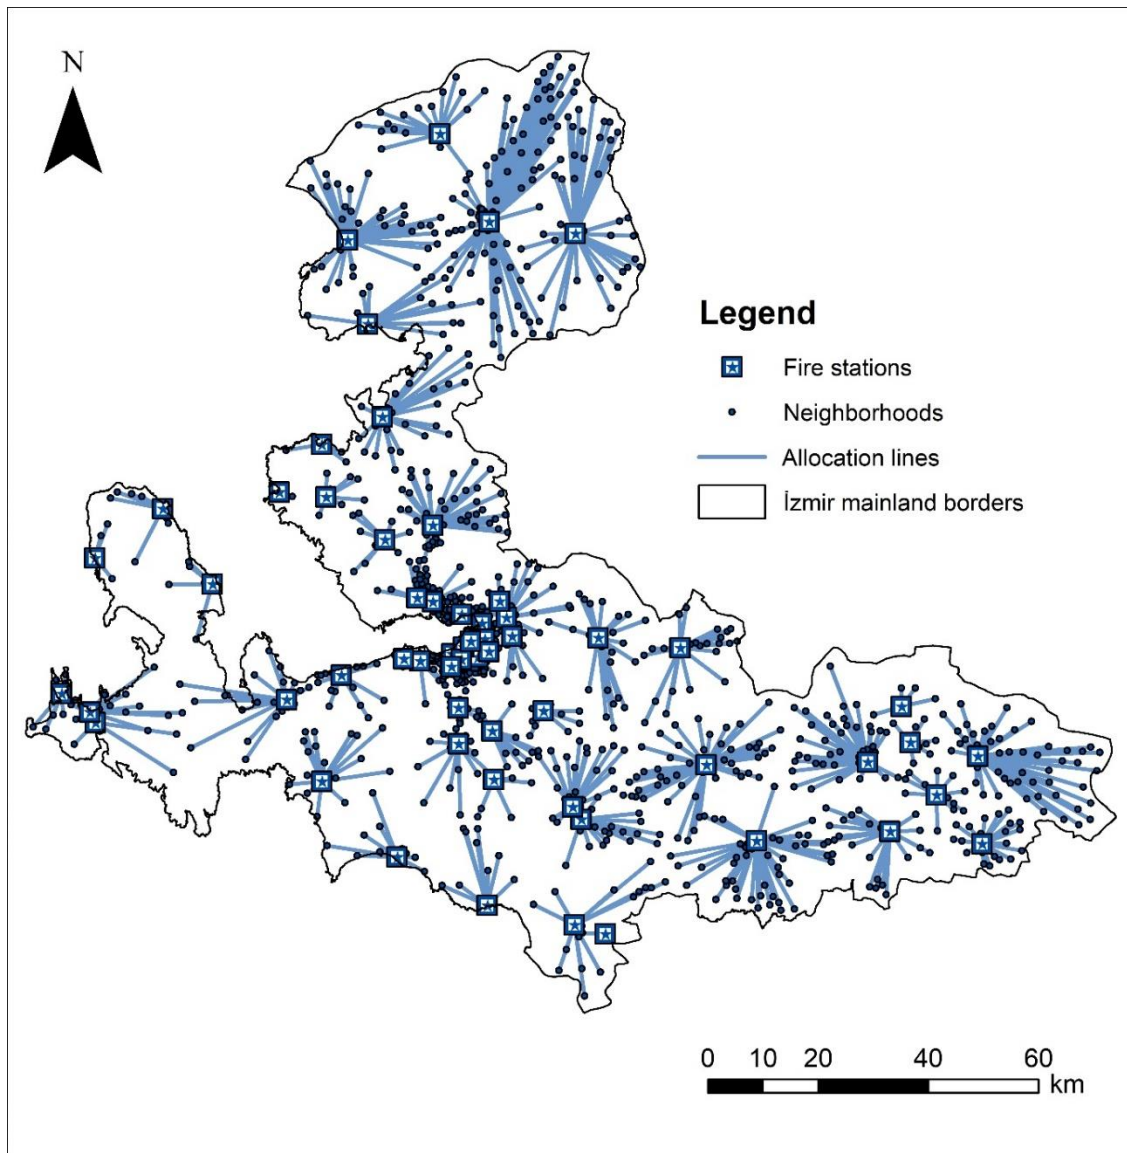 N
Legend
Fire stations
Neighborhoods
Allocation lines
İzmir mainland borders
0 10 20 40 60
km